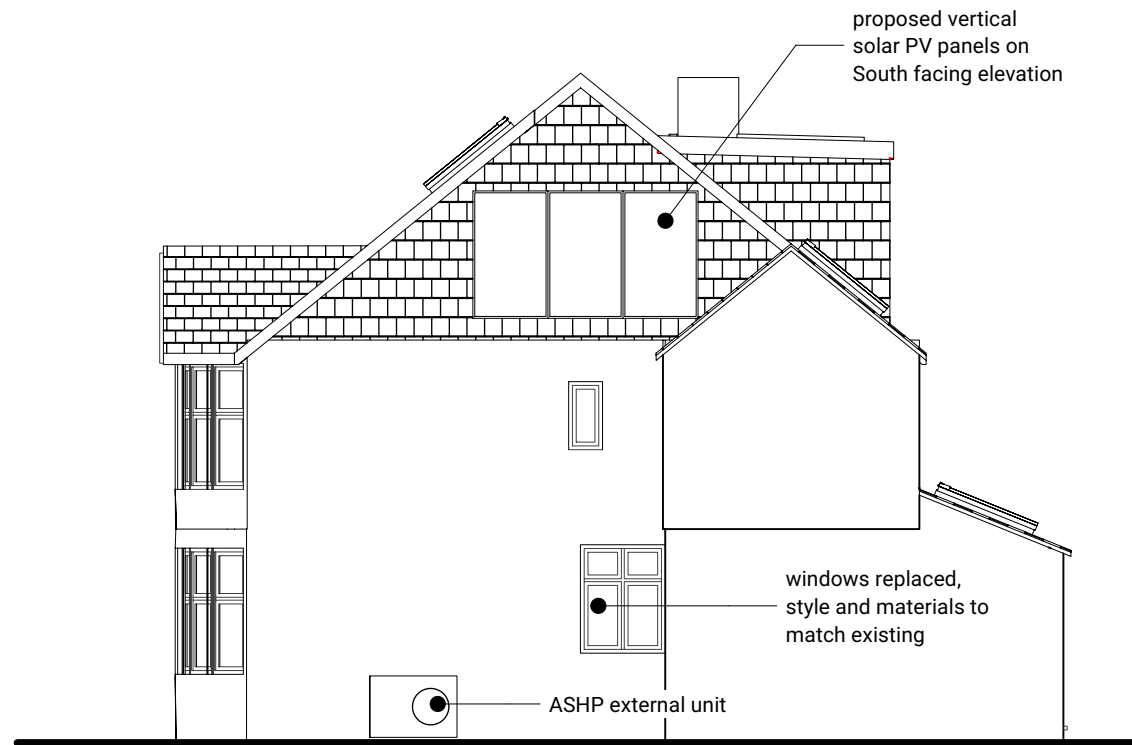 proposed vertical
solar PV panels on
South facing elevation
windows replaced,
style and materials to
match existing
ASHP external unit